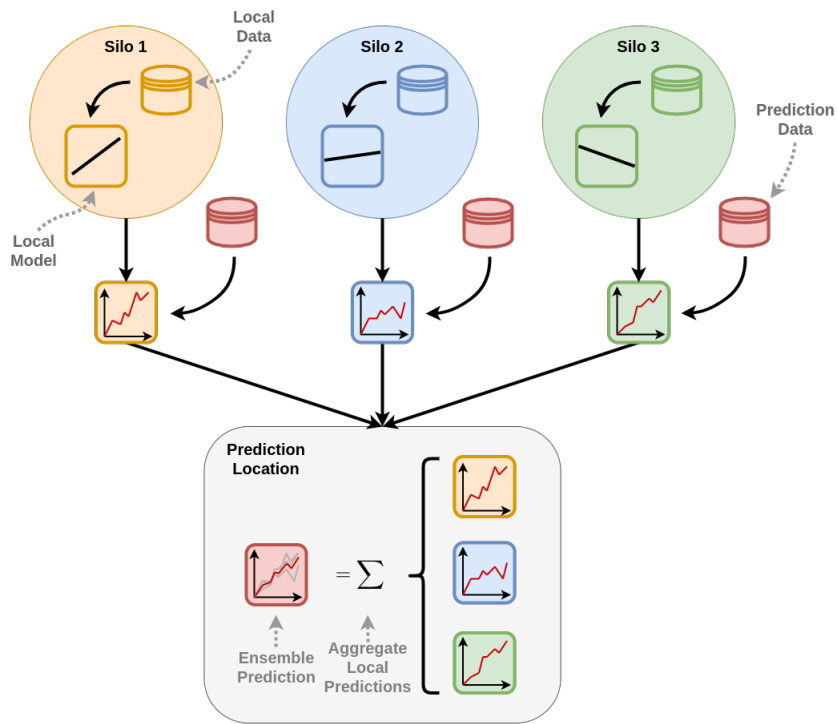 Local
Data
Silo 1
Silo 2
Silo 3
Prediction
Data
Local
Model
Prediction
Location
= ∑
Ensemble
Prediction
Aggregate
Local
Predictions